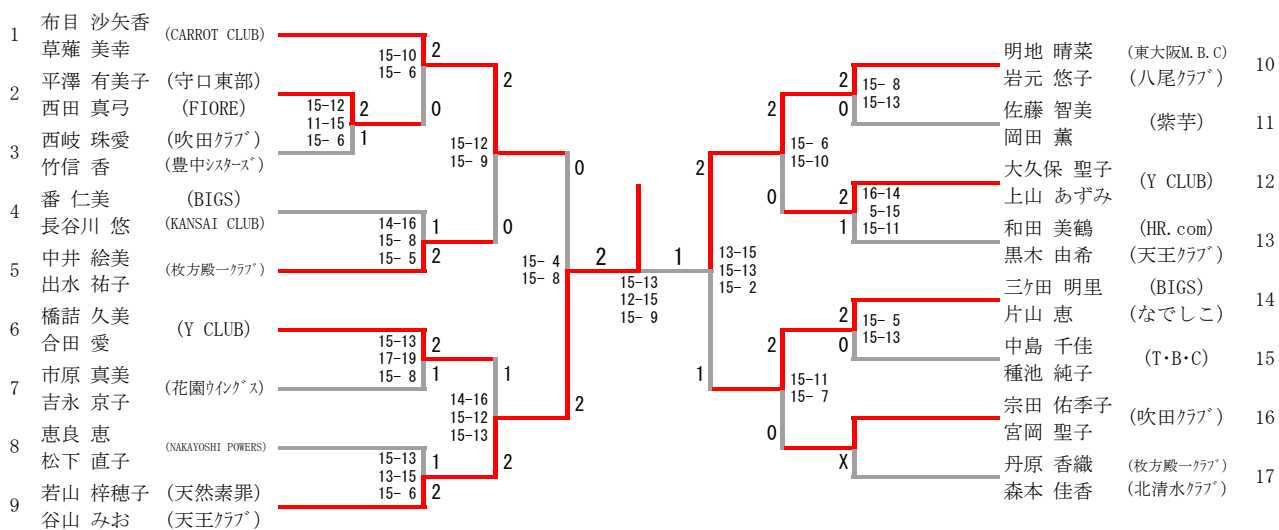 1 布目 沙矢香 (CARROT CLUB)
草薙 美幸
2 平澤 有美子 (守口東部)
西田 真弓 (FIORE)
3 西岐 珠愛 (吹田ｸﾗﾌﾞ)
竹信 香 (豊中ｼｽﾀｰｽﾞ)
4 番 仁美 (BIGS)
長谷川 悠 (KANSAI CLUB)
5 中井 絵美 (枚方殿一ｸﾗﾌﾞ)
出水 祐子
6 橋詰 久美 (Y CLUB)
合田 愛
7 市原 真美 (花園ｳｲﾝｸﾞｽ)
吉永 京子
8 恵良 恵 (NAKAYOSHI POWERS)
松下 直子
9 若山 梓穂子 (天然素罪)
谷山 みお (天王ｸﾗﾌﾞ)
15-12 2
11-15
15- 6 1
15-10 2
15- 6
0
14-16 1
15- 8
15- 5 2
15-13 2
17-19
15- 8 1
15-13 1
13-15
15- 6 2
2
15-12
15- 9
0
1
14-16
15-12
15-13
2
0
15- 4
15- 8
2
2 1
15-13
12-15
15- 9
2
13-15
15-13
15- 2
1
2
15- 6
15-10
0
2
15-11
15- 7
0
2 15- 8
0 15-13
2 16-14
5-15
1 15-11
2 15- 5
0 15-13
X
明地 晴菜 (東大阪M.B.C) 10
岩元 悠子 (八尾ｸﾗﾌﾞ)
佐藤 智美 (紫芋) 11
岡田 薫
大久保 聖子 (Y CLUB) 12
上山 あずみ
和田 美鶴 (HR.com) 13
黒木 由希 (天王ｸﾗﾌﾞ)
三ケ田 明里 (BIGS) 14
片山 恵 (なでしこ)
中島 千佳 (T･B･C) 15
種池 純子
宗田 佑季子 (吹田ｸﾗﾌﾞ) 16
宮岡 聖子
丹原 香織 (枚方殿一ｸﾗﾌﾞ) 17
森本 佳香 (北清水ｸﾗﾌﾞ)